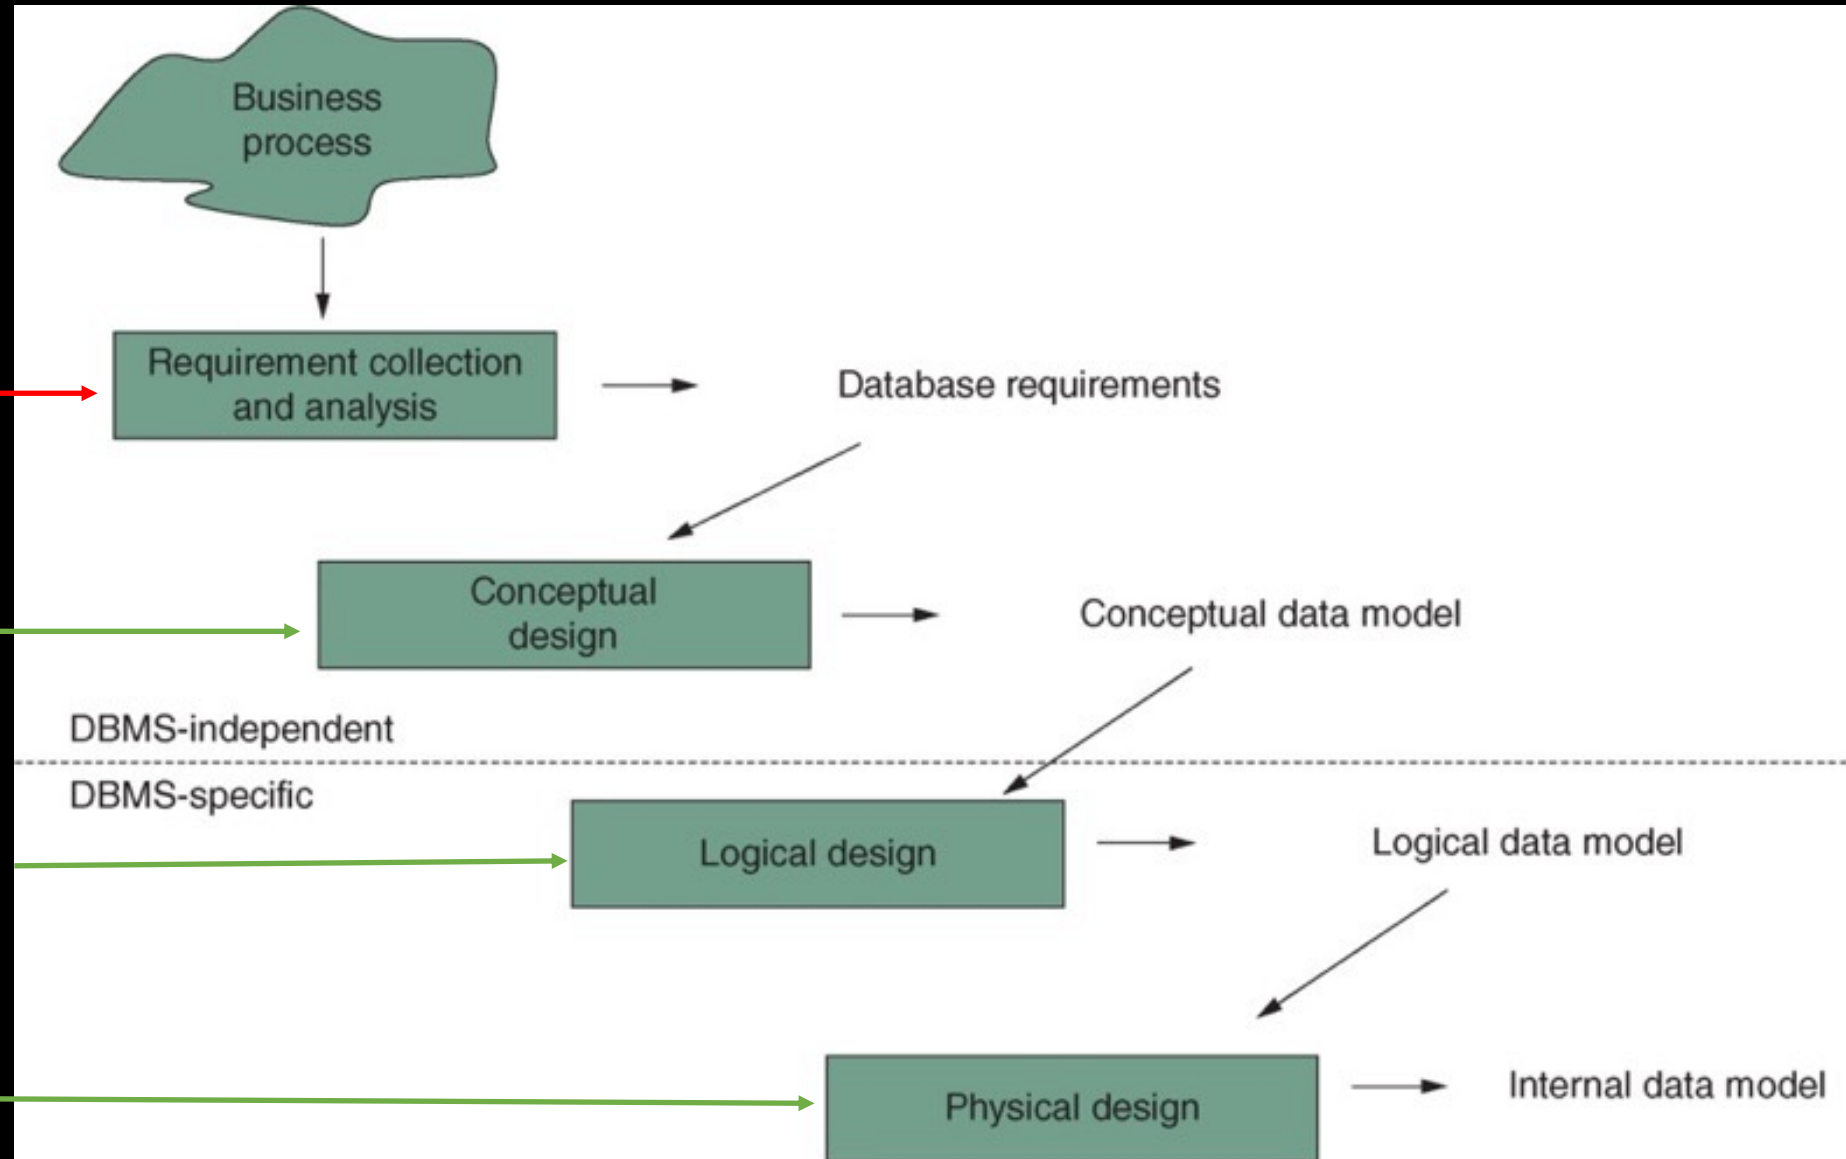 Business
process
Requirement collection
and analysis
Database requirements
Conceptual
design
Conceptual data model
DBMS-independent
DBMS-specific
Logical design
Logical data model
Physical design
Internal data model